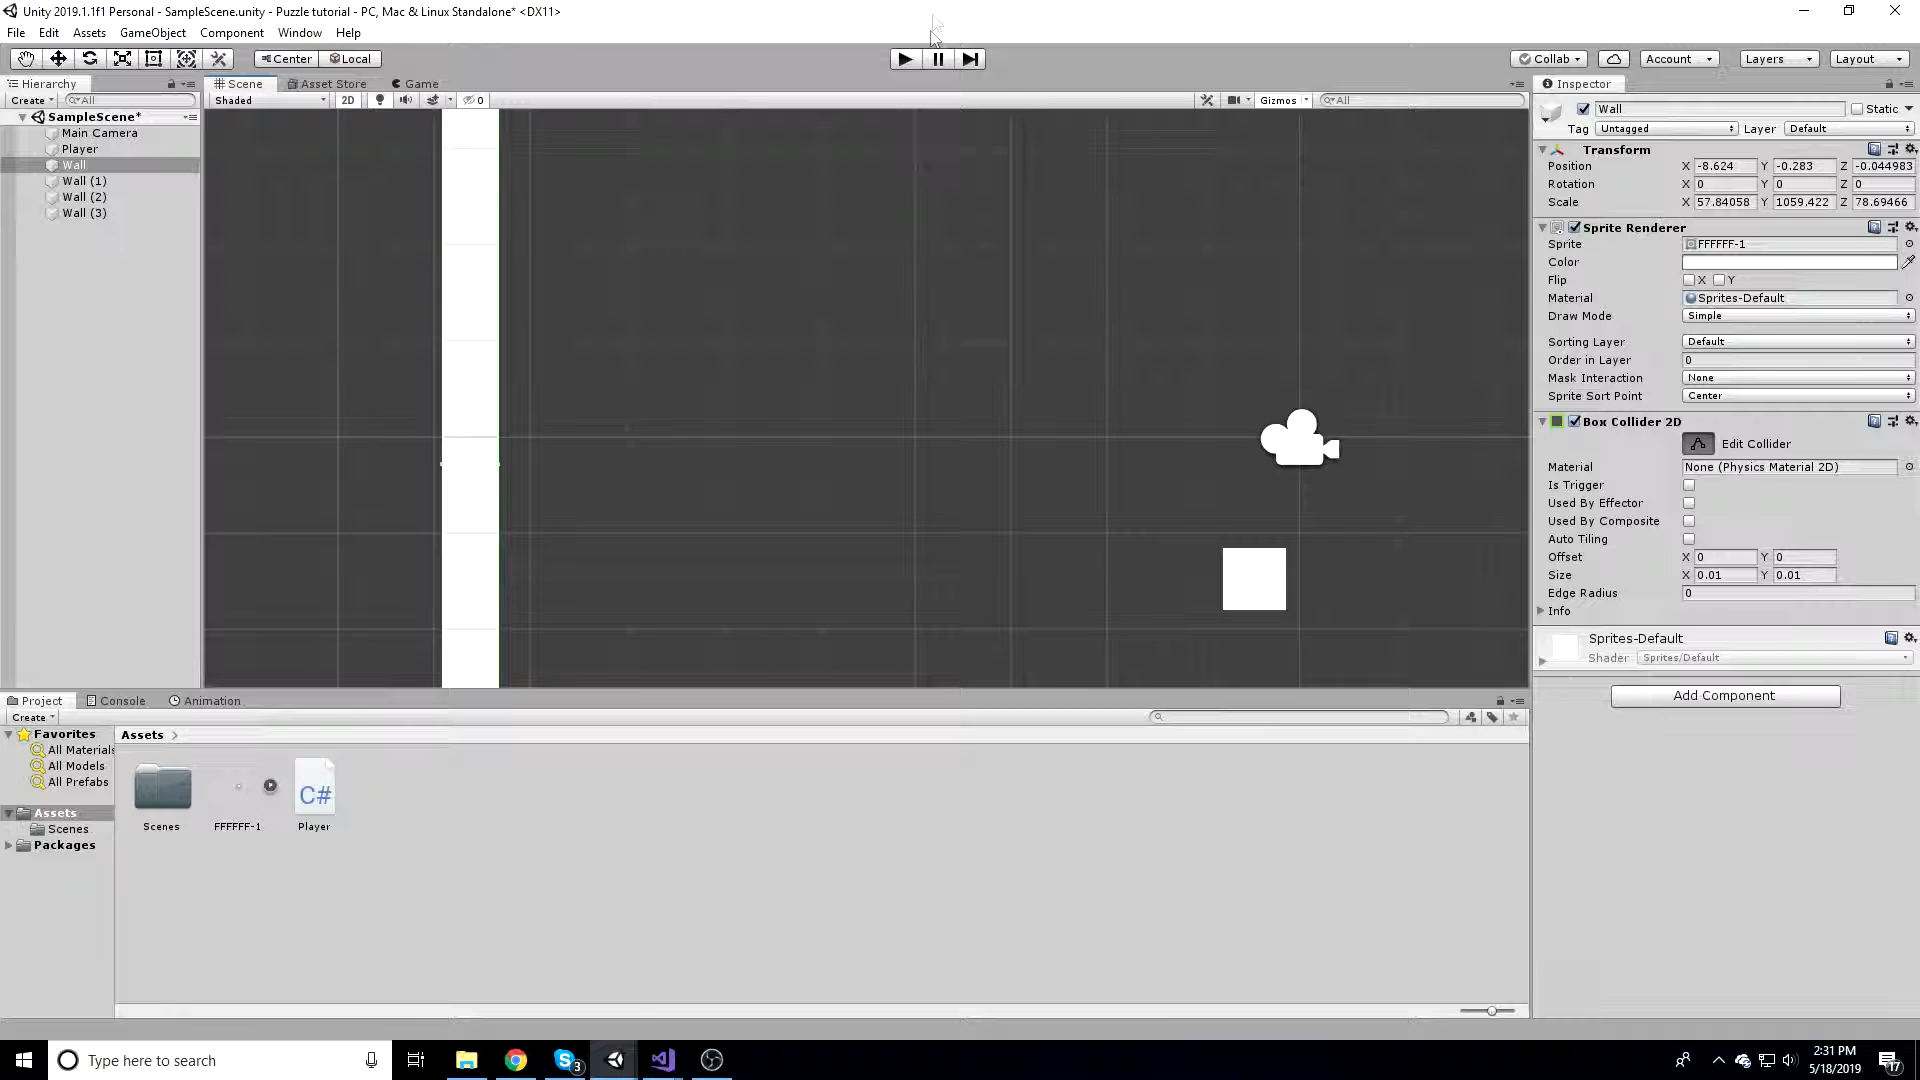 Unity 2019.1.1f1 Personal - SampleScene.unity - Puzzle tutorial - PC, Mac & Linux Standalone* <DX11>
File Edit Assets GameObject Component Window Help
Center Local Collab Account Layers Layout
Hierarchy Scene Asset Store Game Inspector
Create All Shaded 2D 0 Gizmos All
SampleScene*
Main Camera
Player
Wall
Wall (1)
Wall (2)
Wall (3)
Wall Static
Tag Untagged Layer Default
Transform
Position X -8.624 Y -0.283 Z -0.044983
Rotation X 0 Y 0 Z 0
Scale X 57.84058 Y 1059.422 Z 78.69466
Sprite Renderer
Sprite FFFFFF-1
Color
Flip X Y
Material Sprites-Default
Draw Mode Simple
Sorting Layer Default
Order in Layer 0
Mask Interaction None
Sprite Sort Point Center
Box Collider 2D
Edit Collider
Material None (Physics Material 2D)
Is Trigger
Used By Effector
Used By Composite
Auto Tiling
Offset X 0 Y 0
Size X 0.01 Y 0.01
Edge Radius 0
Info
Sprites-Default
Shader Sprites/Default
Add Component
Project Console Animation
Create
Favorites
All Materials
All Models
All Prefabs
Assets
Scenes
Packages
Assets >
C#
Scenes FFFFFF-1 Player
Type here to search
3
2:31 PM
5/18/2019
17